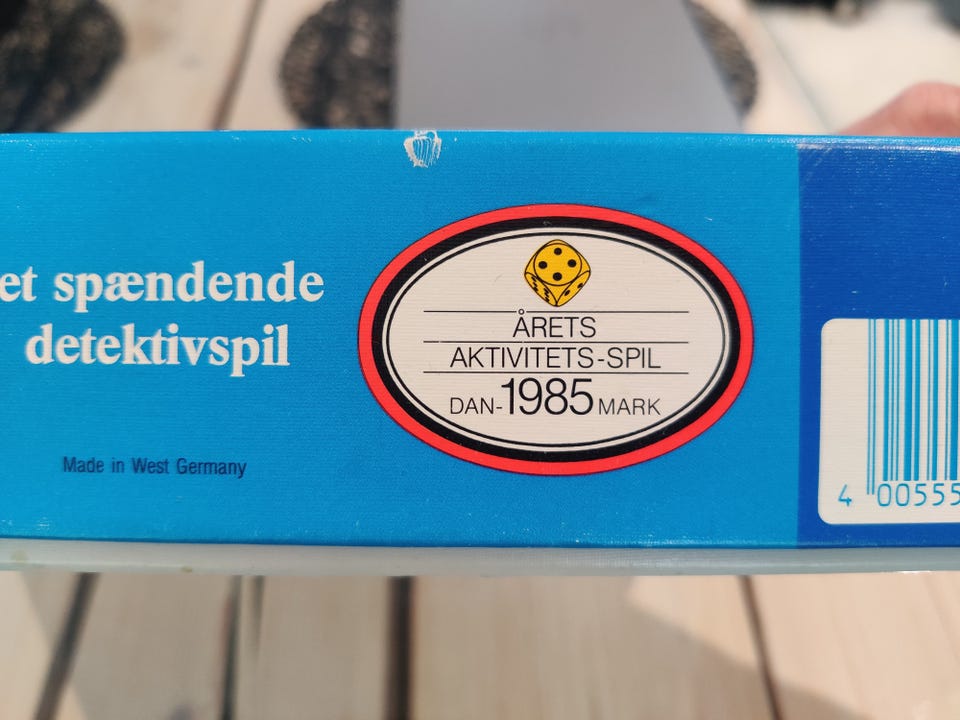 et spændende
detektivspil
Made in West Germany
ÅRETS
AKTIVITETS-SPIL
DAN-1985 MARK
4 00555